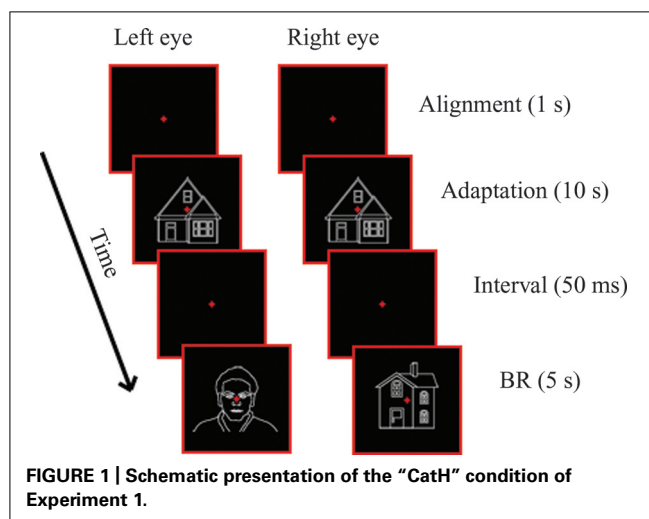 Left eye Right eye
Alignment (1 s)
Adaptation (10 s)
Time
Interval (50 ms)
BR (5 s)
FIGURE 1 | Schematic presentation of the “CatH” condition of
Experiment 1.